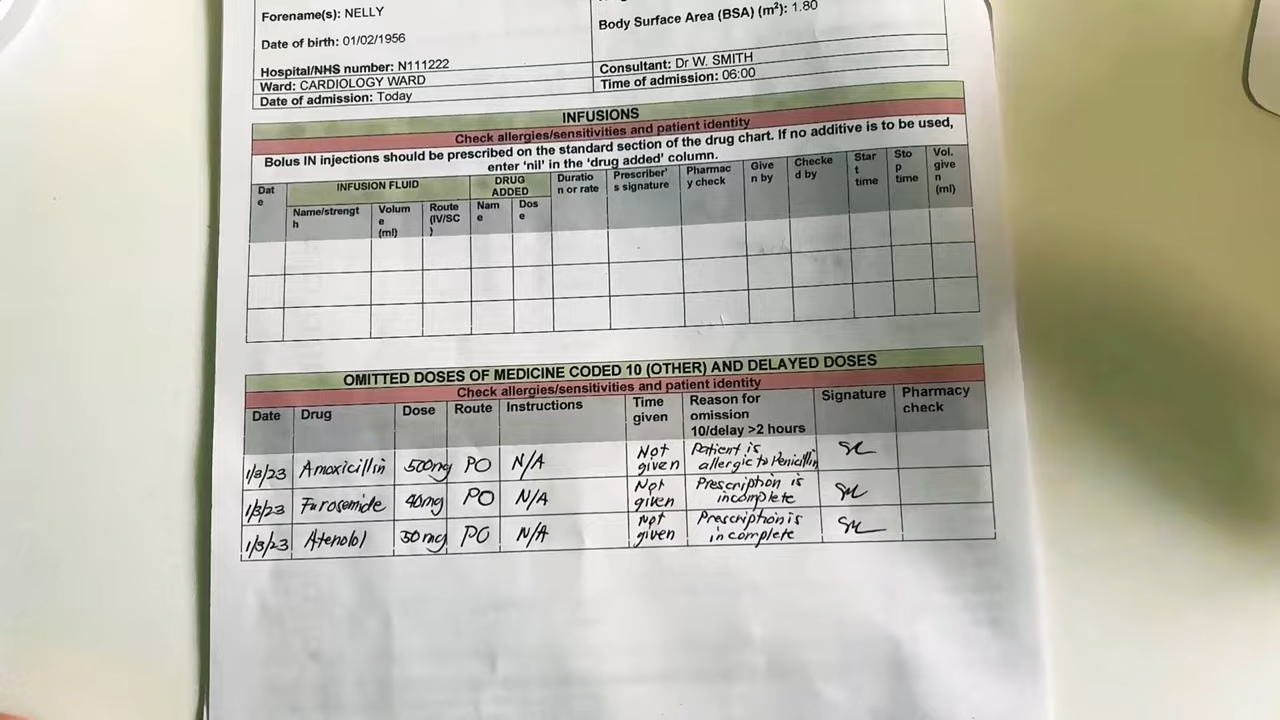 Forename(s): NELLY
Body Surface Area (BSA) (m²): 1.80
Date of birth: 01/02/1956
Hospital/NHS number: N111222
Consultant: Dr W. SMITH
Ward: CARDIOLOGY WARD
Time of admission: 06:00
Date of admission: Today
INFUSIONS
Check allergies/sensitivities and patient identity
Bolus IN injections should be prescribed on the standard section of the drug chart. If no additive is to be used,
enter 'nil' in the 'drug added' column.
Dat e INFUSION FLUID DRUG ADDED Duratio n or rate Prescriber' s signature Pharmac y check Give n by Checke d by Star t time Sto p time Vol. give n (ml)
Name/strengt h Volum e (ml) Route (IV/SC ) Nam e Dos e
OMITTED DOSES OF MEDICINE CODED 10 (OTHER) AND DELAYED DOSES
Check allergies/sensitivities and patient identity
Date Drug Dose Route Instructions Time given Reason for omission 10/delay >2 hours Signature Pharmacy check
1/3/23 Amoxicillin 500mg PO N/A Not given Patient is allergic to Penicillin
1/3/23 Furosemide 40mg PO N/A Not given Prescription is incomplete
1/3/23 Atenolol 50mg PO N/A Not given Prescription is incomplete